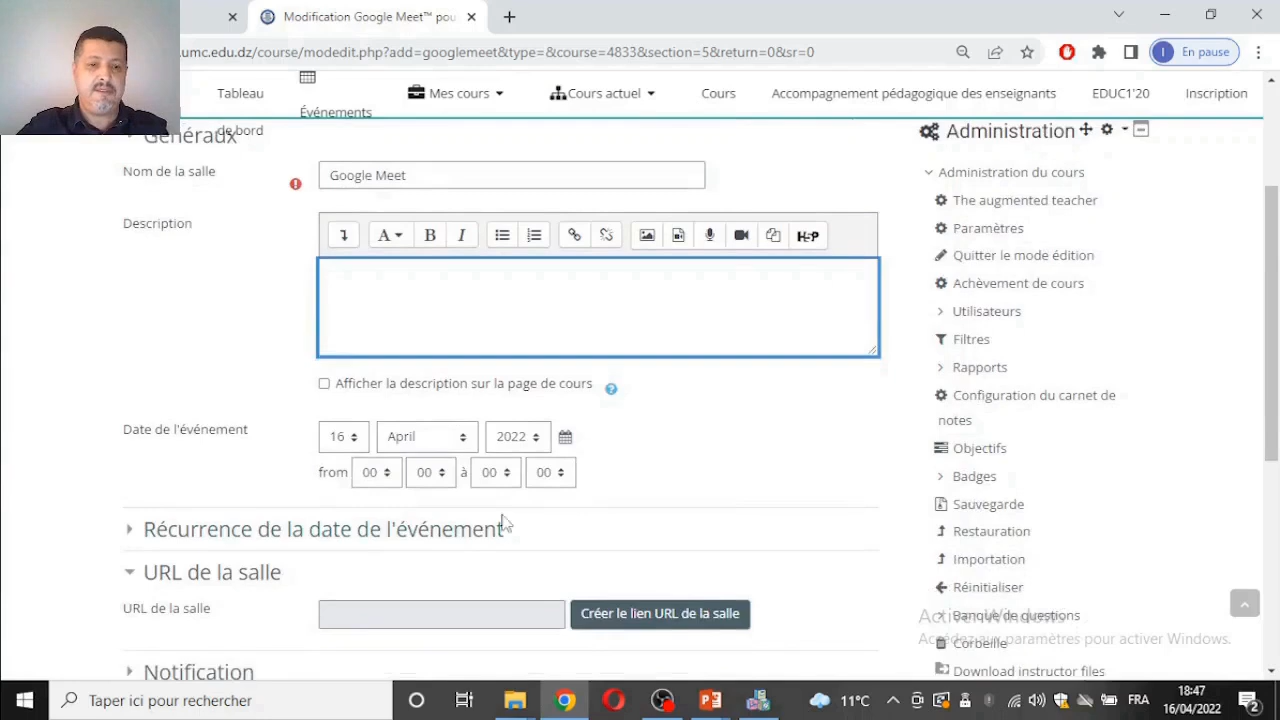 Modification Google Meet™ pou
.umc.edu.dz/course/modedit.php?add=googlemeet&type=&course=4833&section=5&return=0&sr=0
I En pause
Tableau
de bord
Événements
Mes cours
Cours actuel
Cours
Accompagnement pédagogique des enseignants
EDUC1'20
Inscription
Généraux
Nom de la salle
Google Meet
Description
A B I
H5P
Afficher la description sur la page de cours
Date de l'événement
16 April 2022
from 00 00 à 00 00
Récurrence de la date de l'événement
URL de la salle
URL de la salle
Créer le lien URL de la salle
Notification
Administration
Administration du cours
The augmented teacher
Paramètres
Quitter le mode édition
Achèvement de cours
Utilisateurs
Filtres
Rapports
Configuration du carnet de
notes
Objectifs
Badges
Sauvegarde
Restauration
Importation
Réinitialiser
Banque de questions
Corbeille
Download instructor files
Activer Windows
Accédez aux paramètres pour activer Windows.
Taper ici pour rechercher
11°C
FRA
18:47
16/04/2022
2